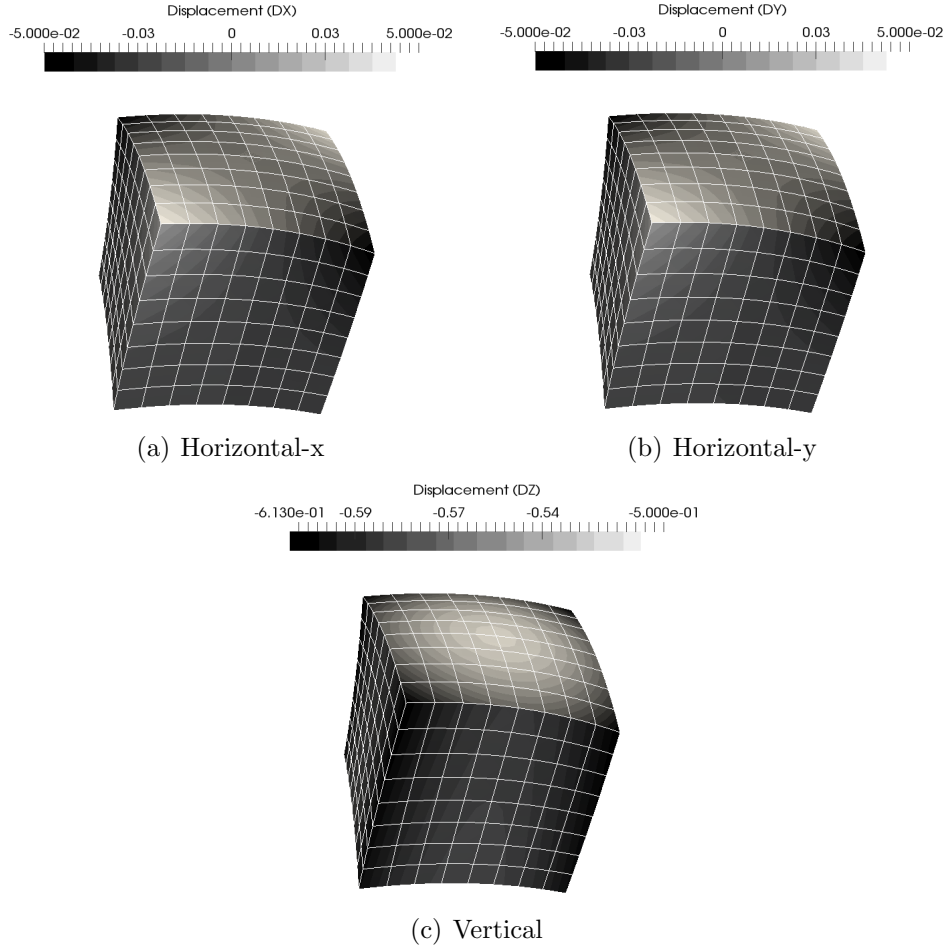 Displacement (DX)
-5.000e-02 -0.03 0 0.03 5.000e-02
Displacement (DY)
-5.000e-02 -0.03 0 0.03 5.000e-02
(a) Horizontal-x
(b) Horizontal-y
Displacement (DZ)
-6.130e-01 -0.59 -0.57 -0.54 -5.000e-01
(c) Vertical